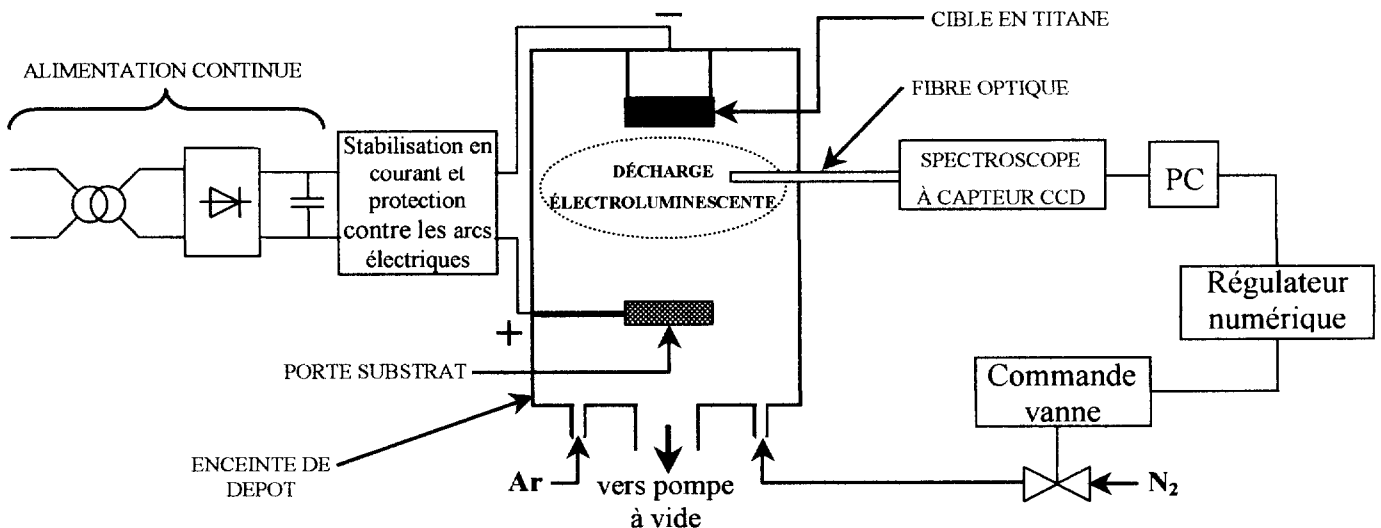 −
CIBLE EN TITANE
ALIMENTATION CONTINUE
FIBRE OPTIQUE
Stabilisation en
courant et
protection
contre les arcs
électriques
DÉCHARGE
ÉLECTROLUMINESCENTE
SPECTROSCOPE
À CAPTEUR CCD
PC
Régulateur
numérique
+
PORTE SUBSTRAT
Commande
vanne
ENCEINTE DE
DEPOT
Ar
vers pompe
à vide
N₂